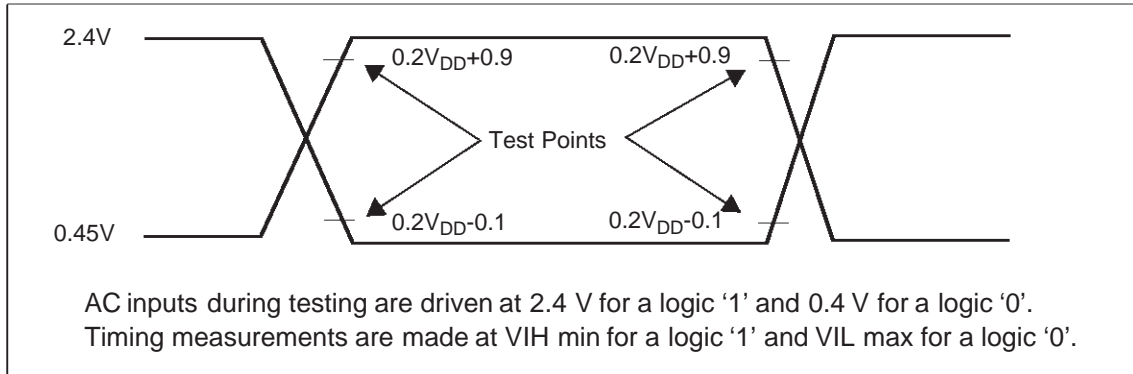 2.4V
0.2VDD+0.9
0.2VDD+0.9
Test Points
0.45V
0.2VDD-0.1
0.2VDD-0.1
AC inputs during testing are driven at 2.4 V for a logic ‘1’ and 0.4 V for a logic ‘0’.
Timing measurements are made at VIH min for a logic ‘1’ and VIL max for a logic ‘0’.